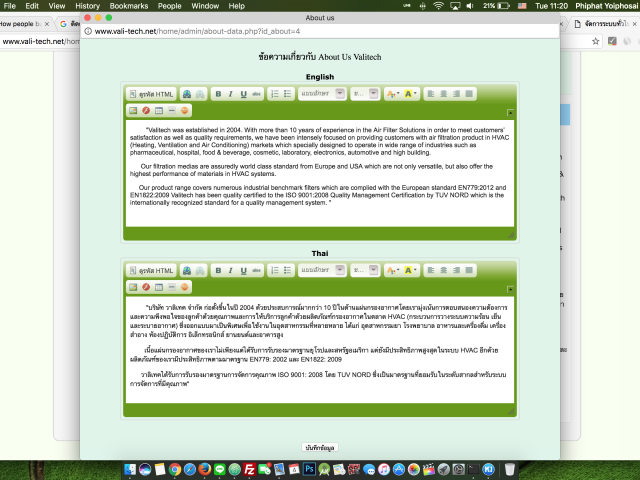 File Edit View History Bookmarks People Window Help
21% Tue 11:20 Phiphat Yoiphosai
About us
How people b
www.vali-tech.net/home/admin/about-data.php?id_about=4
จัดการระบบทั่วไ
www.vali-tech.net/hom
ข้อความเกี่ยวกับ About Us Valitech
English
ดูรหัส HTML B I U abc แบบอักษร ข...
"Valitech was established in 2004. With more than 10 years of experience in the Air Filter Solutions in order to meet customers'
satisfaction as well as quality requirements, we have been intensely focused on providing customers with air filtration product in HVAC
(Heating, Ventilation and Air Conditioning) markets which specially designed to operate in wide range of industries such as
pharmaceutical, hospital, food & beverage, cosmetic, laboratory, electronics, automotive and high building.
Our filtration medias are assuredly world class standard from Europe and USA which are not only versatile, but also offer the
highest performance of materials in HVAC systems.
Our product range covers numerous industrial benchmark filters which are complied with the European standard EN779:2012 and
EN1822:2009 Valitech has been quality certified to the ISO 9001:2008 Quality Management Certification by TUV NORD which is the
internationally recognized standard for a quality management system. "
Thai
ดูรหัส HTML B I U abc แบบอักษร ข...
"บริษัท วาลิเทค จำกัด ก่อตั้งขึ้นในปี 2004 ด้วยประสบการณ์มากกว่า 10 ปีในด้านแผ่นกรองอากาศโดยเรามุ่งเน้นการตอบสนองความต้องการ
และความพึงพอใจของลูกค้าด้วยคุณภาพและการให้บริการลูกค้าด้วยผลิตภัณฑ์กรองอากาศในตลาด HVAC (กระบวนการวางระบบความร้อน เย็น
และระบายอากาศ) ซึ่งออกแบบมาเป็นพิเศษเพื่อใช้งานในอุตสาหกรรมที่หลายหลาย ได้แก่ อุตสาหกรรมยา โรงพยาบาล อาหารและเครื่องดื่ม เครื่อง
สำอาง ห้องปฏิบัติการ อิเล็กทรอนิกส์ ยานยนต์และอาคารสูง
เนื้อแผ่นกรองอากาศของเราไม่เพียงแต่ได้รับการรับรองมาตรฐานยุโรปและสหรัฐอเมริกา แต่ยังมีประสิทธิภาพสูงสุดในระบบ HVAC อีกด้วย
ผลิตภัณฑ์ของเรามีประสิทธิภาพตามมาตรฐาน EN779: 2002 และ EN1822: 2009
วาลิเทคได้รับการรับรองมาตรฐานการจัดการคุณภาพ ISO 9001: 2008 โดย TUV NORD ซึ่งเป็นมาตรฐานที่ยอมรับในระดับสากลสำหรับระบบ
การจัดการที่มีคุณภาพ"
บันทึกข้อมูล